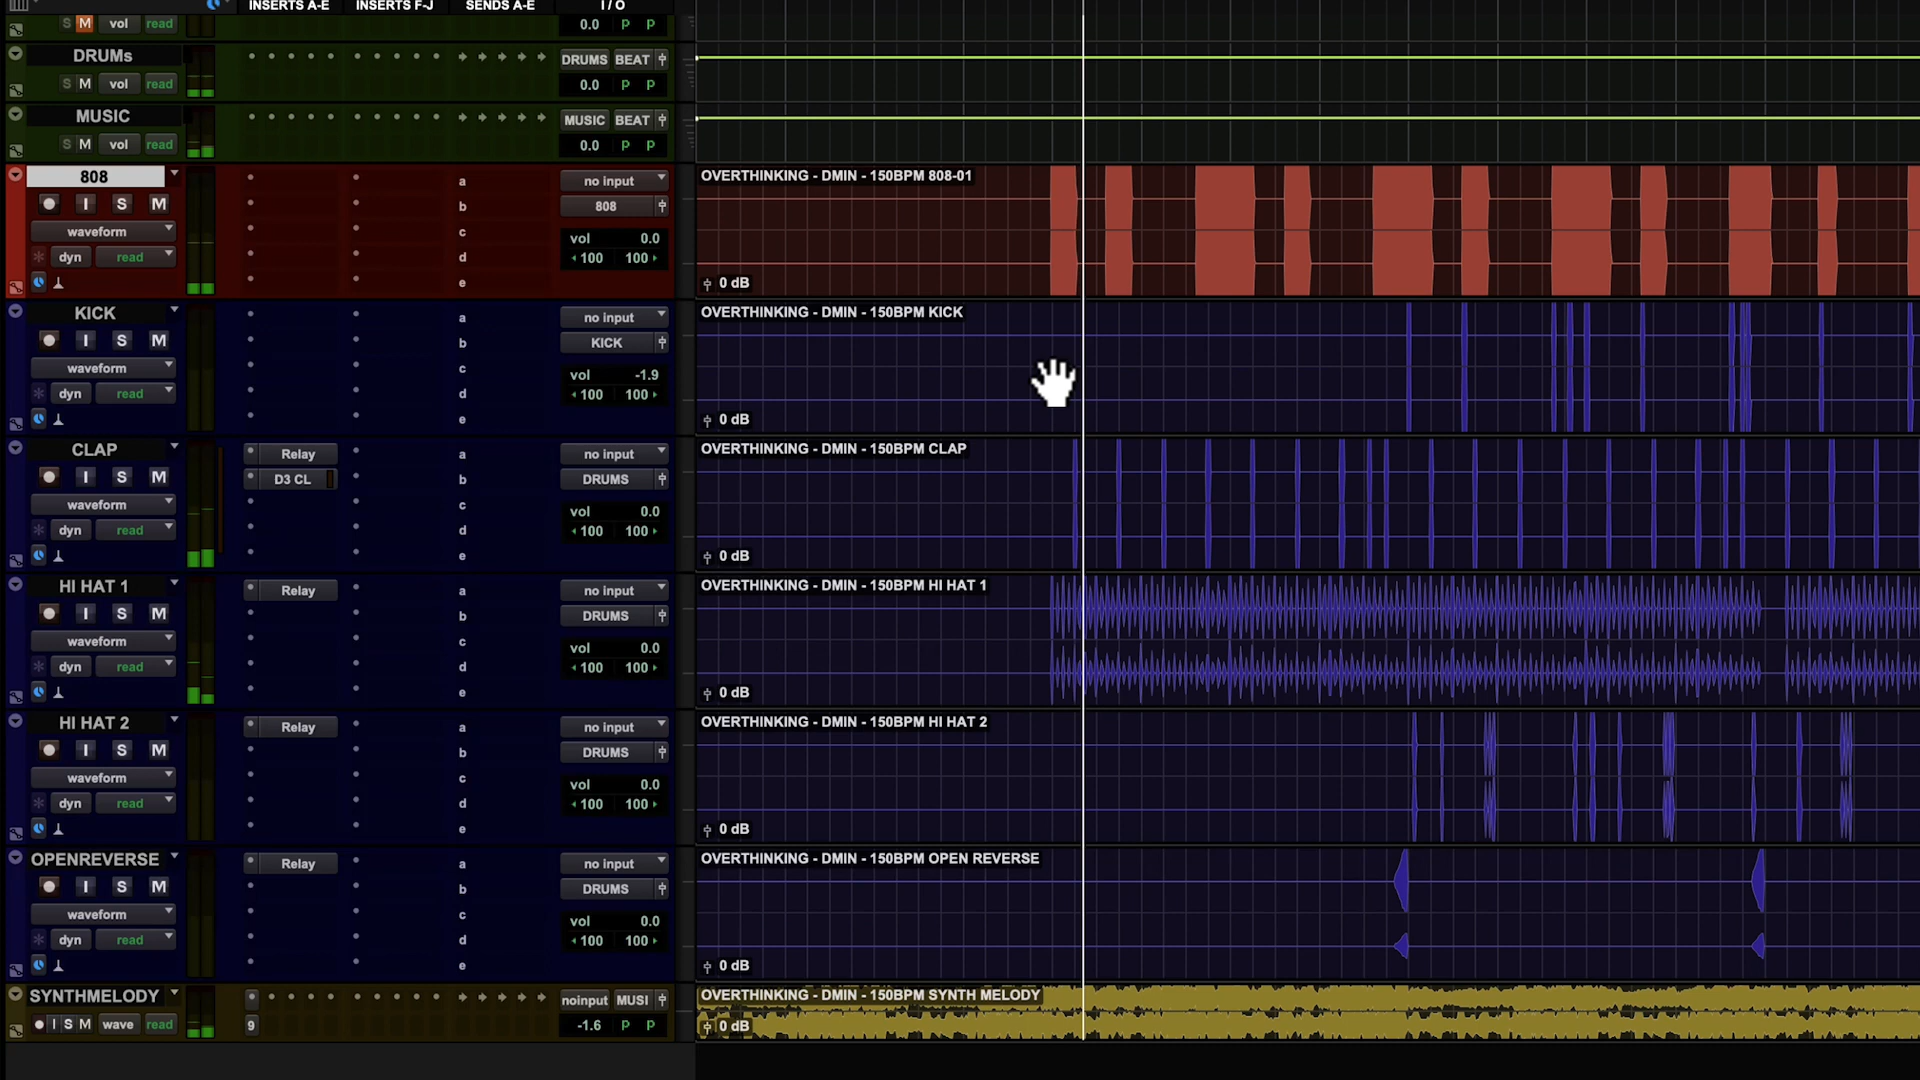 INSERTS A-E INSERTS F-J SENDS A-E I / O
S M vol read 0.0 P P
DRUMs DRUMS BEAT
S M vol read 0.0 P P
MUSIC MUSIC BEAT
S M vol read 0.0 P P
808 a no input OVERTHINKING - DMIN - 150BPM 808-01
I S M b 808
waveform c vol 0.0
dyn read d 100 100
e 0 dB
KICK a no input OVERTHINKING - DMIN - 150BPM KICK
I S M b KICK
waveform c vol -1.9
dyn read d 100 100
e 0 dB
CLAP Relay a no input OVERTHINKING - DMIN - 150BPM CLAP
I S M D3 CL b DRUMS
waveform c vol 0.0
dyn read d 100 100
e 0 dB
HI HAT 1 Relay a no input OVERTHINKING - DMIN - 150BPM HI HAT 1
I S M b DRUMS
waveform c vol 0.0
dyn read d 100 100
e 0 dB
HI HAT 2 Relay a no input OVERTHINKING - DMIN - 150BPM HI HAT 2
I S M b DRUMS
waveform c vol 0.0
dyn read d 100 100
e 0 dB
OPENREVERSE Relay a no input OVERTHINKING - DMIN - 150BPM OPEN REVERSE
I S M b DRUMS
waveform c vol 0.0
dyn read d 100 100
e 0 dB
SYNTHMELODY noinput MUSI OVERTHINKING - DMIN - 150BPM SYNTH MELODY
I S M wave read 9 -1.6 P P 0 dB